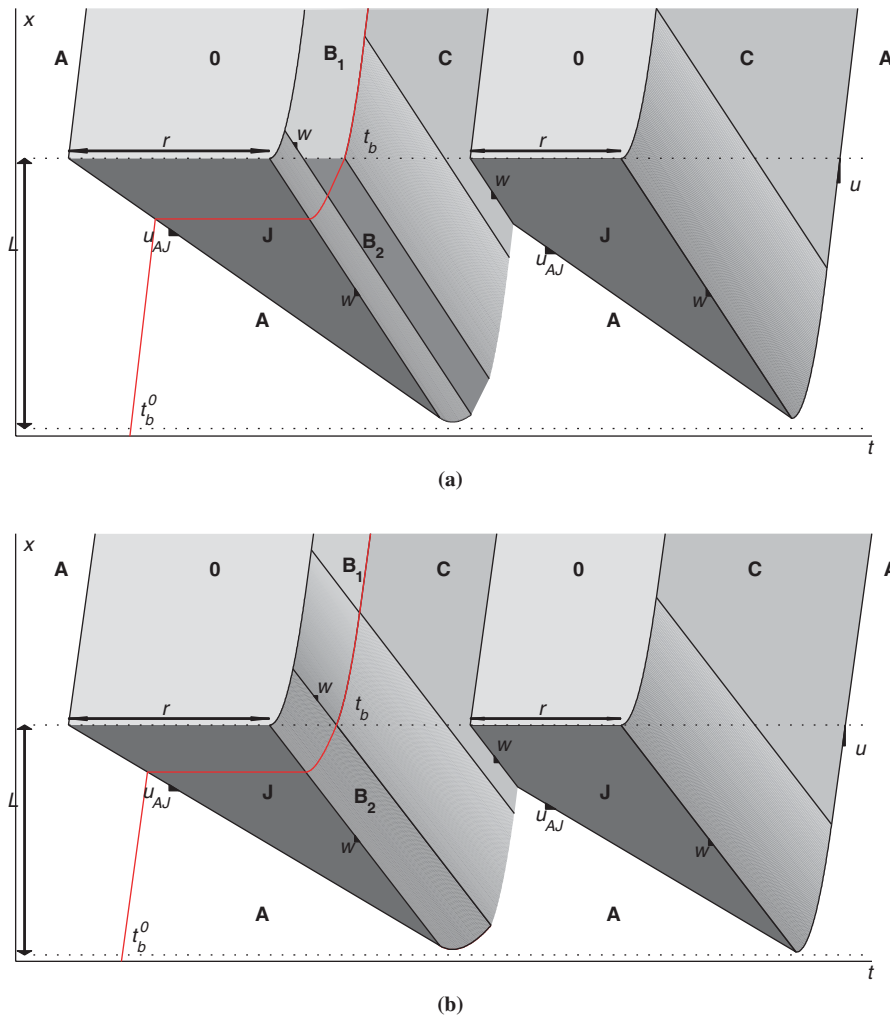 x
A 0 B1 C 0 C A
r w tb r
w u
L
uAJ J B2 J
uAJ
w w
A A
tb0
t
(a)
x
A 0 B1 C 0 C A
r w tb r
w u
L
uAJ J B2 J
uAJ
w w
A A
tb0
t
(b)